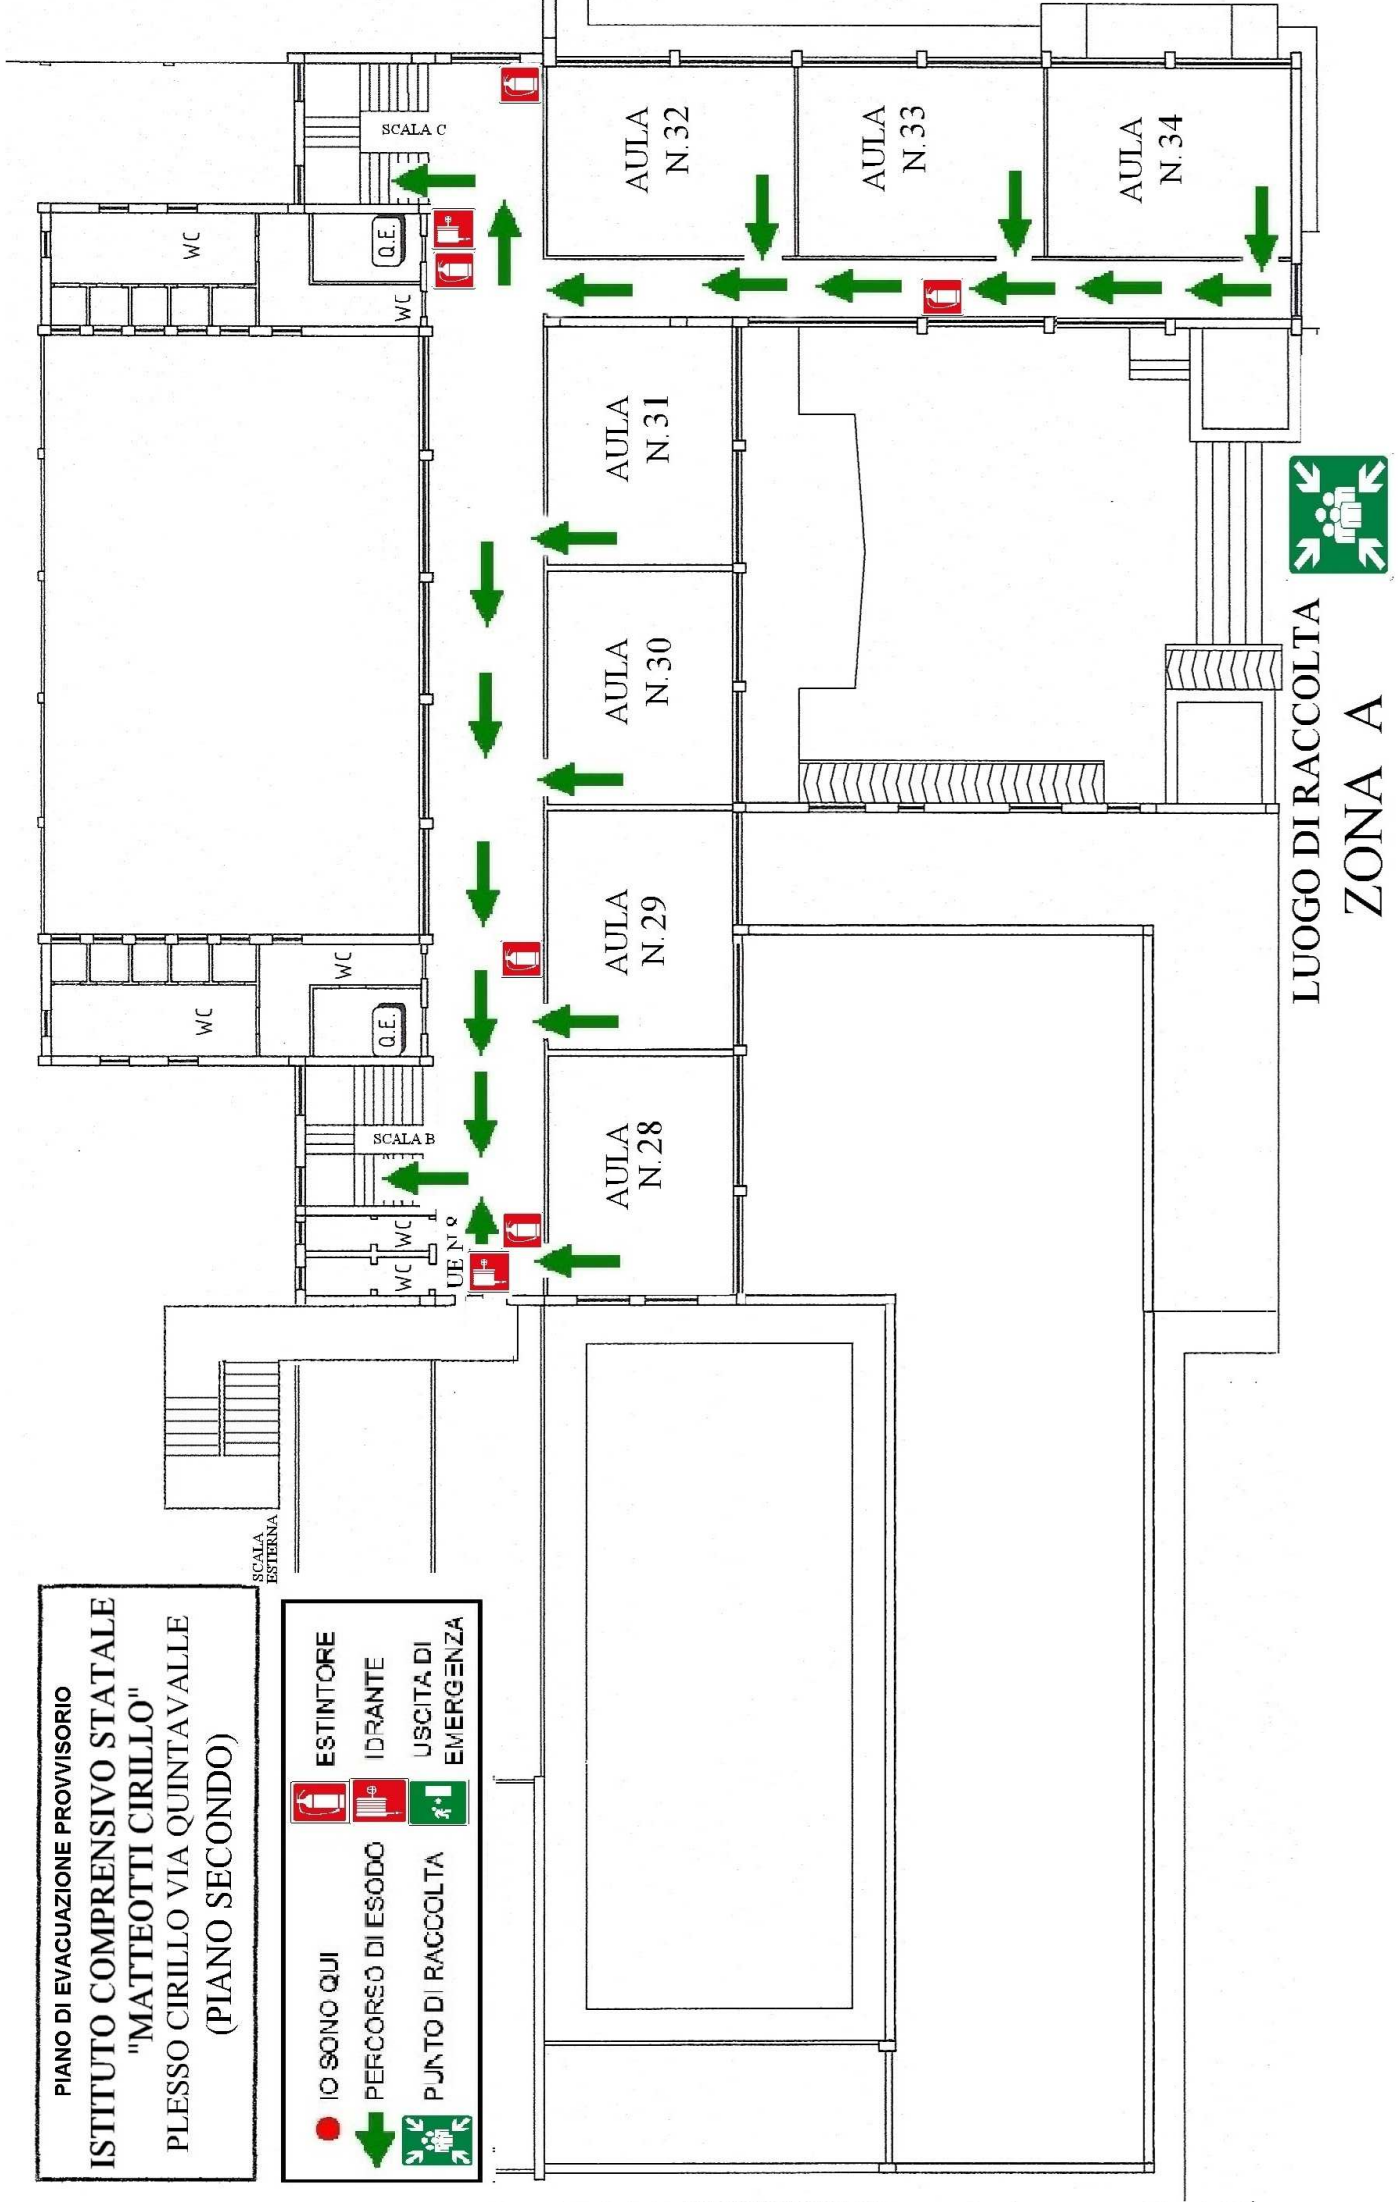 PIANO DI EVACUAZIONE PROVVISORIO
ISTITUTO COMPRENSIVO STATALE
"MATTEOTTI CIRILLO"
PLESSO CIRILLO VIA QUINTAVALLE
(PIANO SECONDO)
IO SONO QUI
PERCORSO DI ESODO
PUNTO DI RACCOLTA
ESTINTORE
IDRANTE
USCITA DI
EMERGENZA
SCALA
ESTERNA
WC
WC
UE N 8
SCALA B
WC
Q.E.
WC
WC
Q.E.
WC
SCALA C
AULA
N.28
AULA
N.29
AULA
N.30
AULA
N.31
AULA
N.32
AULA
N.33
AULA
N.34
LUOGO DI RACCOLTA
ZONA A